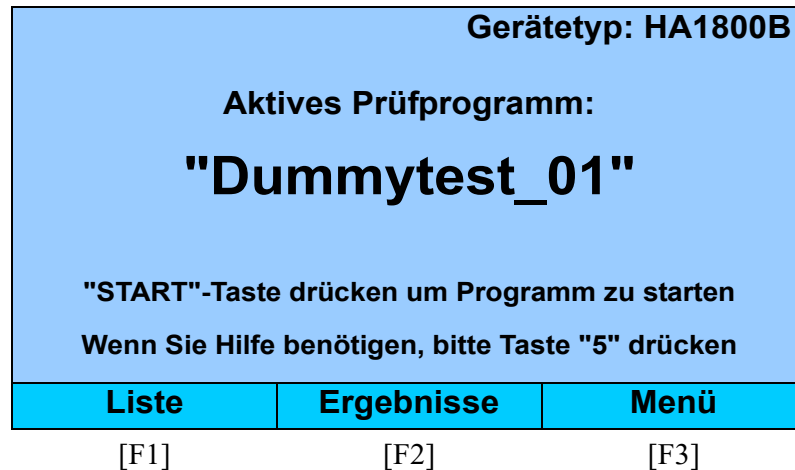 Gerätetyp: HA1800B
Aktives Prüfprogramm:
"Dummytest_01"
"START"-Taste drücken um Programm zu starten
Wenn Sie Hilfe benötigen, bitte Taste "5" drücken
Liste Ergebnisse Menü
[F1] [F2] [F3]